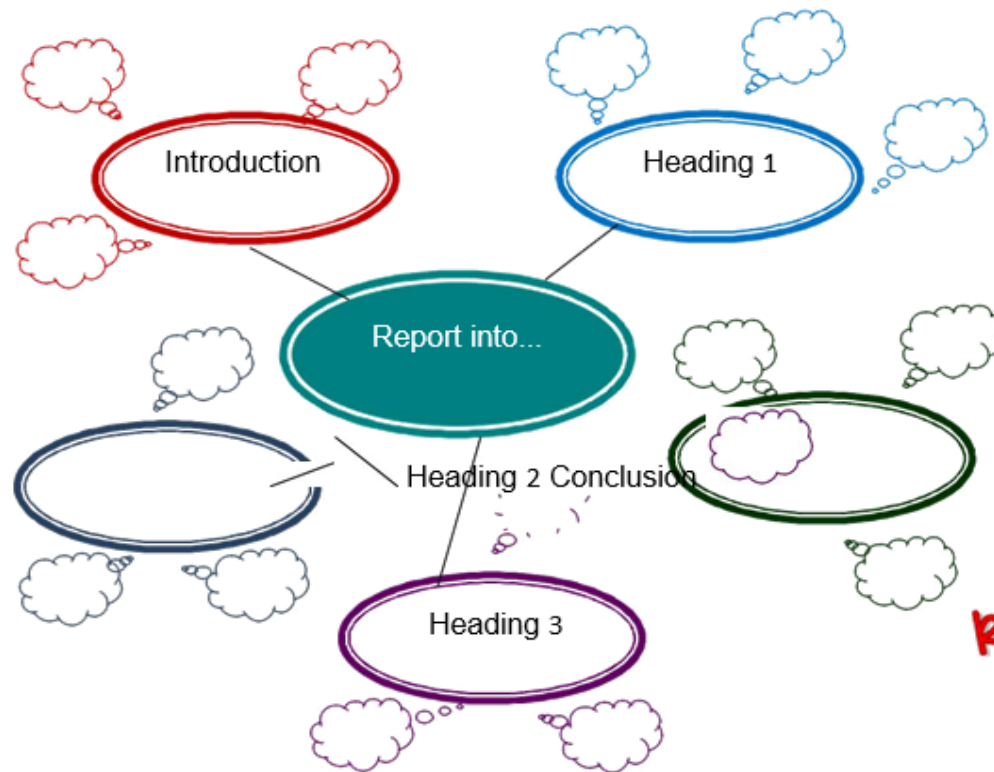 Introduction
Heading 1
Report into...
Heading 2 Conclusion
Heading 3